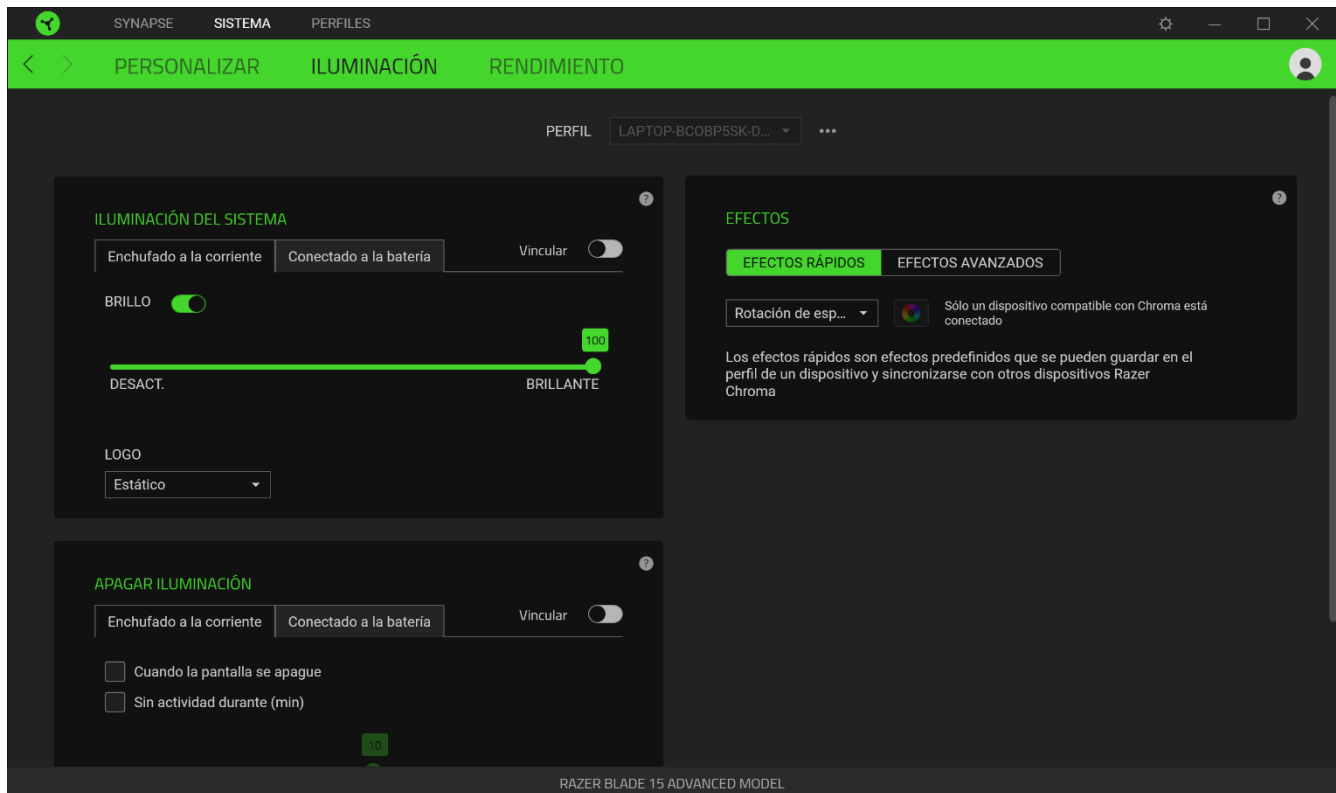 SYNAPSE SISTEMA PERFILES
PERSONALIZAR ILUMINACIÓN RENDIMIENTO
PERFIL LAPTOP-BCOBP5SK-D...
ILUMINACIÓN DEL SISTEMA
Enchufado a la corriente Conectado a la batería Vincular
BRILLO
100
DESACT. BRILLANTE
LOGO
Estático
EFECTOS
EFECTOS RÁPIDOS EFECTOS AVANZADOS
Rotación de esp...
Sólo un dispositivo compatible con Chroma está
conectado
Los efectos rápidos son efectos predefinidos que se pueden guardar en el
perfil de un dispositivo y sincronizarse con otros dispositivos Razer
Chroma
APAGAR ILUMINACIÓN
Enchufado a la corriente Conectado a la batería Vincular
Cuando la pantalla se apague
Sin actividad durante (min)
10
RAZER BLADE 15 ADVANCED MODEL